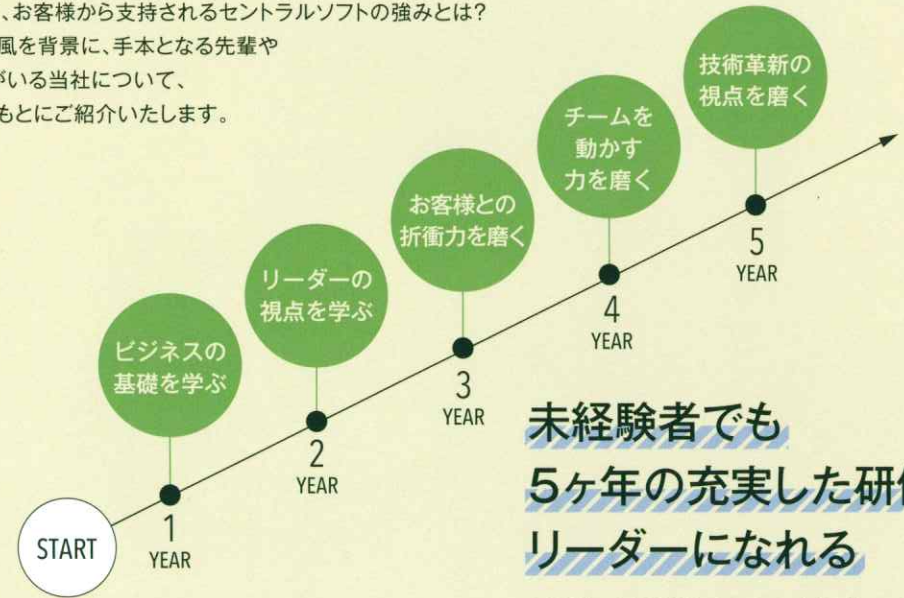 、お客様から支持されるセントラルソフトの強みとは?
風を背景に、手本となる先輩や
がいる当社について、
もとにご紹介いたします。
技術革新の
視点を磨く
チームを
動かす
力を磨く
お客様との
折衝力を磨く
リーダーの
視点を学ぶ
ビジネスの
基礎を学ぶ
5
YEAR
4
YEAR
3
YEAR
2
YEAR
1
YEAR
START
未経験者でも
5ヶ年の充実した研
リーダーになれる